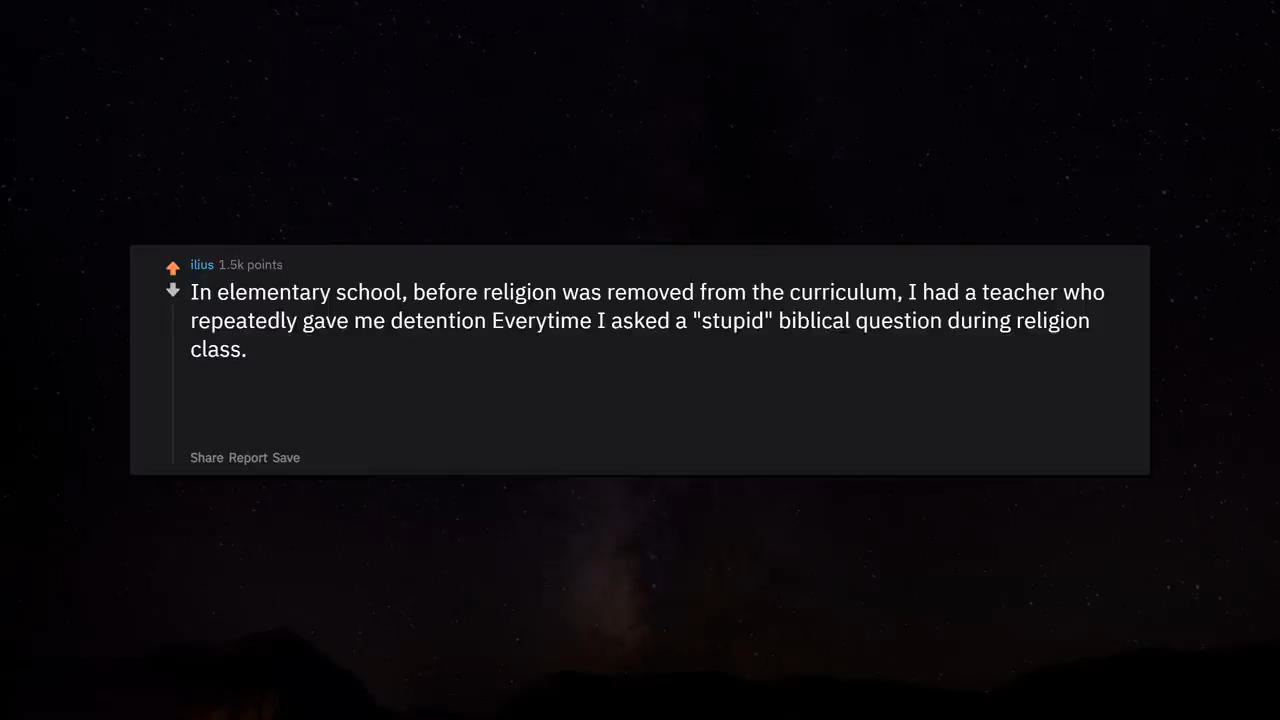 ilius 1.5k points
In elementary school, before religion was removed from the curriculum, I had a teacher who
repeatedly gave me detention Everytime I asked a "stupid" biblical question during religion
class.
Share Report Save